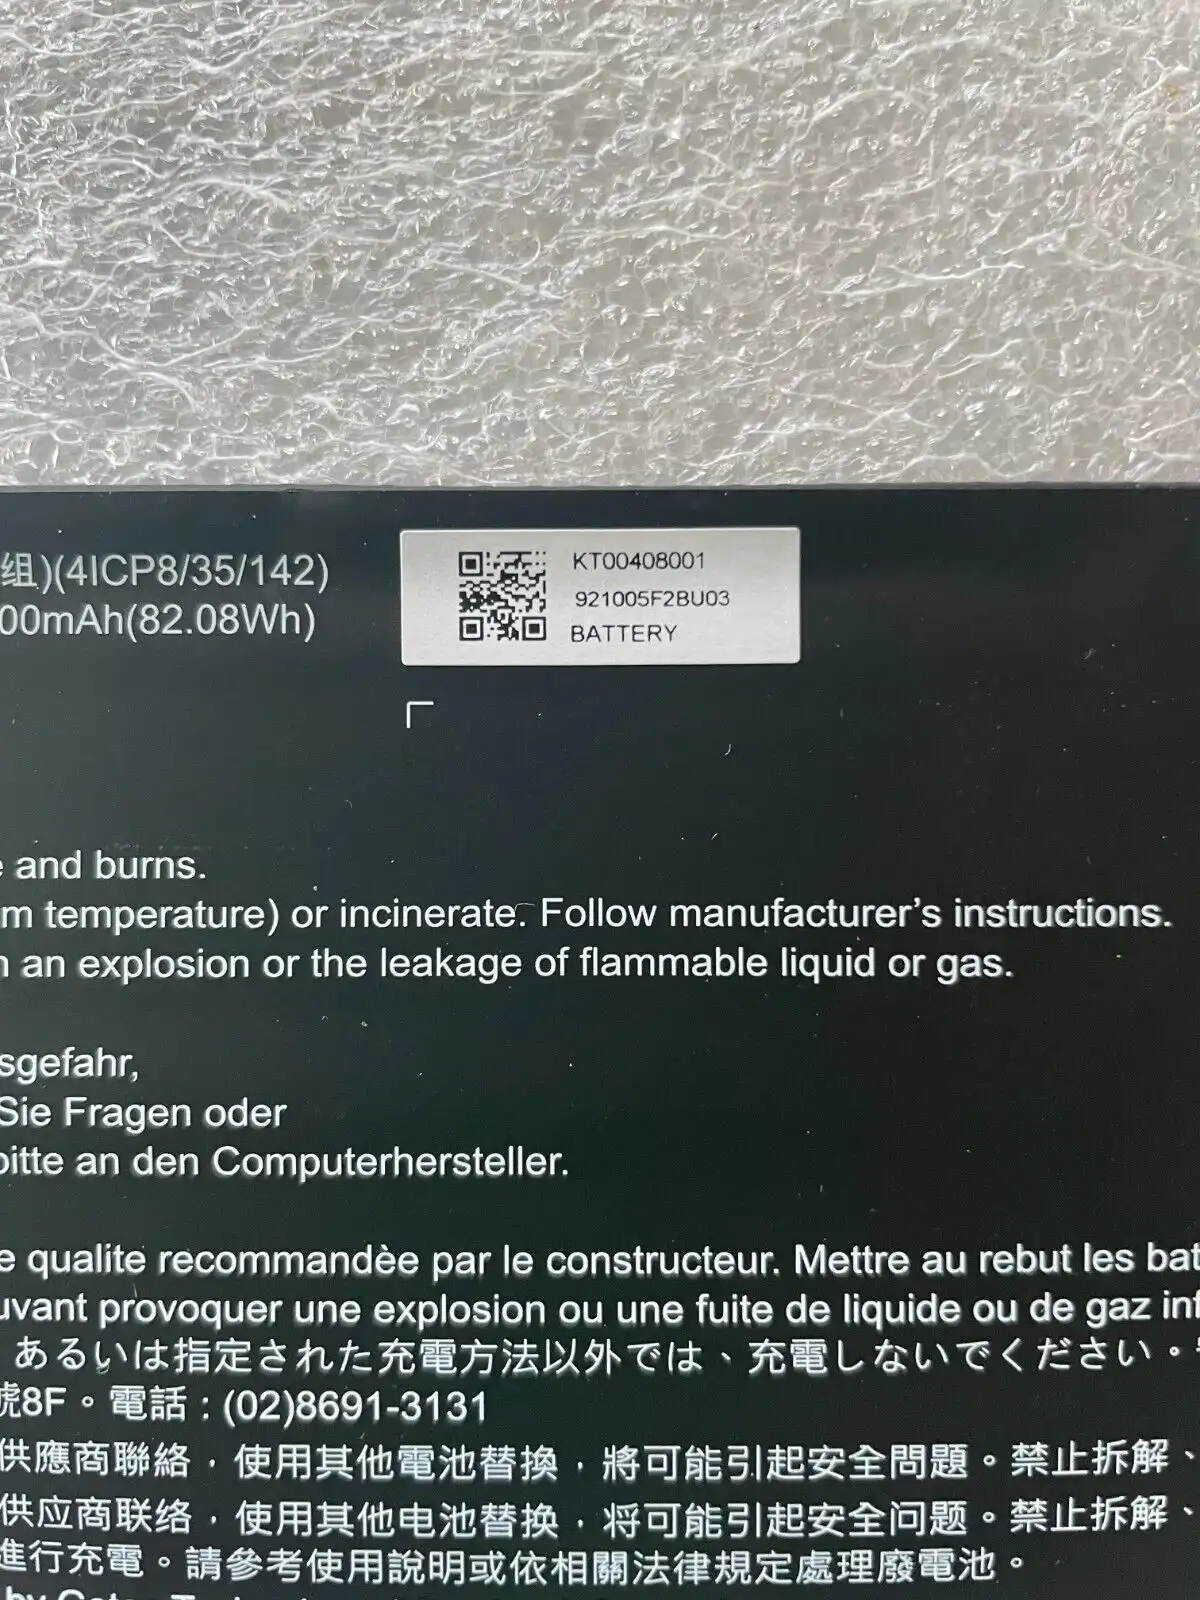 组)(4ICP8/35/142)
00mAh(82.08Wh)
KT00408001
921005F2BU03
BATTERY
e and burns.
m temperature) or incinerate. Follow manufacturer’s instructions.
n an explosion or the leakage of flammable liquid or gas.
sgefahr,
Sie Fragen oder
bitte an den Computerhersteller.
e qualite recommandèe par le constructeur. Mettre au rebut les bat
uvant provoquer une explosion ou une fuite de liquide ou de gaz inf
あるいは指定された充電方法以外では、充電しないでください。
號8F。電話：(02)8691-3131
供應商聯絡，使用其他電池替換，將可能引起安全問題。禁止拆解、
供应商联络，使用其他电池替换，将可能引起安全问题。禁止拆解、
進行充電。請參考使用說明或依相關法律規定處理廢電池。